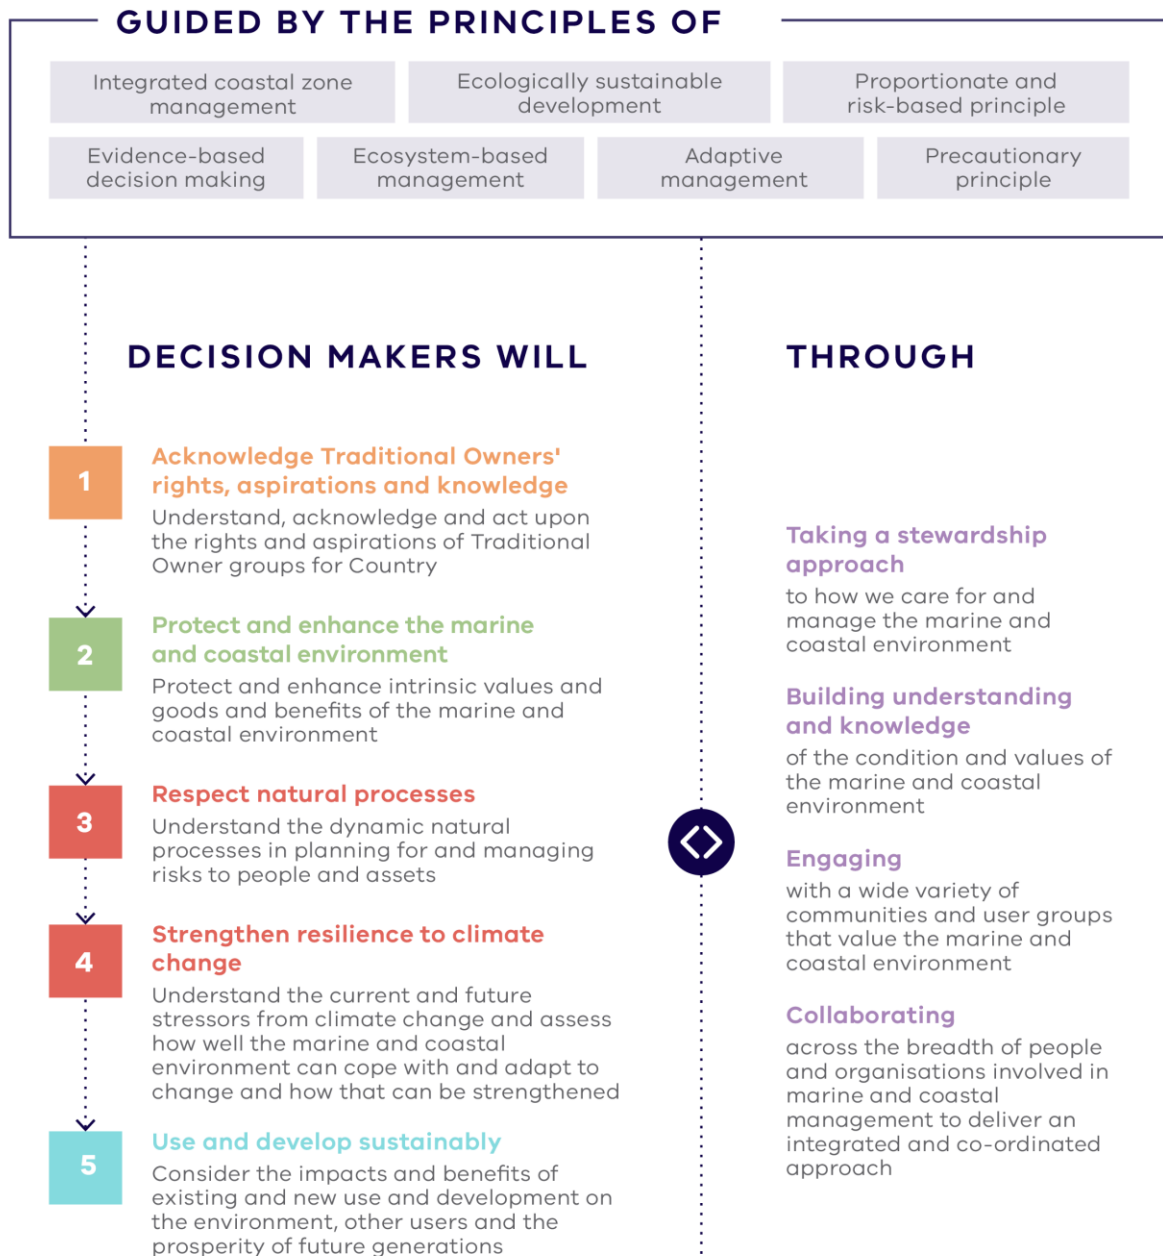 GUIDED BY THE PRINCIPLES OF
Integrated coastal zone
management
Ecologically sustainable
development
Proportionate and
risk-based principle
Evidence-based
decision making
Ecosystem-based
management
Adaptive
management
Precautionary
principle
DECISION MAKERS WILL
1
Acknowledge Traditional Owners'
rights, aspirations and knowledge
Understand, acknowledge and act upon
the rights and aspirations of Traditional
Owner groups for Country
2
Protect and enhance the marine
and coastal environment
Protect and enhance intrinsic values and
goods and benefits of the marine and
coastal environment
3
Respect natural processes
Understand the dynamic natural
processes in planning for and managing
risks to people and assets
4
Strengthen resilience to climate
change
Understand the current and future
stressors from climate change and assess
how well the marine and coastal
environment can cope with and adapt to
change and how that can be strengthened
5
Use and develop sustainably
Consider the impacts and benefits of
existing and new use and development on
the environment, other users and the
prosperity of future generations
THROUGH
Taking a stewardship
approach
to how we care for and
manage the marine and
coastal environment
Building understanding
and knowledge
of the condition and values of
the marine and coastal
environment
Engaging
with a wide variety of
communities and user groups
that value the marine and
coastal environment
Collaborating
across the breadth of people
and organisations involved in
marine and coastal
management to deliver an
integrated and co-ordinated
approach